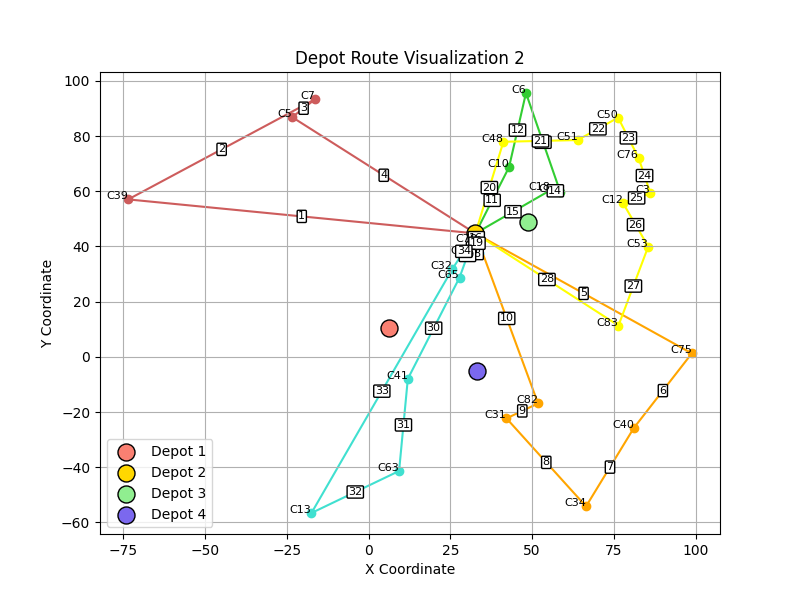 Depot Route Visualization 2
Y Coordinate
100
80
60
40
20
0
−20
−40
−60
−75
−50
−25
0
25
50
75
100
X Coordinate
C7
C5
3
2
4
C39
1
C6
C48
12
C10
20
11
21
C51
22
C50
23
C76
24
C3
C12
25
26
C53
27
C83
28
5
C75
6
C40
7
C34
8
C31
9
C82
10
14
15
19
C32
C65
30
C41
33
31
C63
32
C13
Depot 1
Depot 2
Depot 3
Depot 4